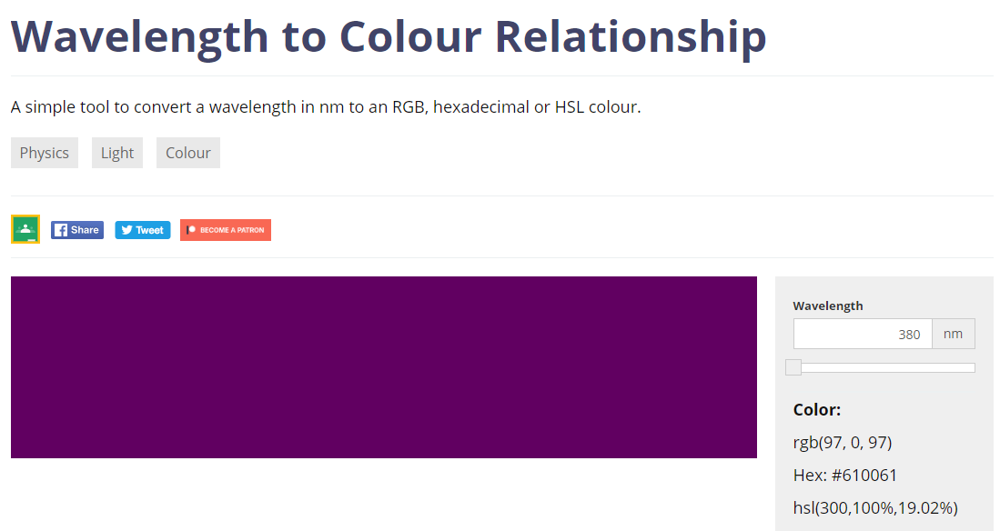 Wavelength to Colour Relationship
A simple tool to convert a wavelength in nm to an RGB, hexadecimal or HSL colour.
Physics Light Colour
Share Tweet BECOME A PATRON
Wavelength
380 nm
Color:
rgb(97, 0, 97)
Hex: #610061
hsl(300,100%,19.02%)